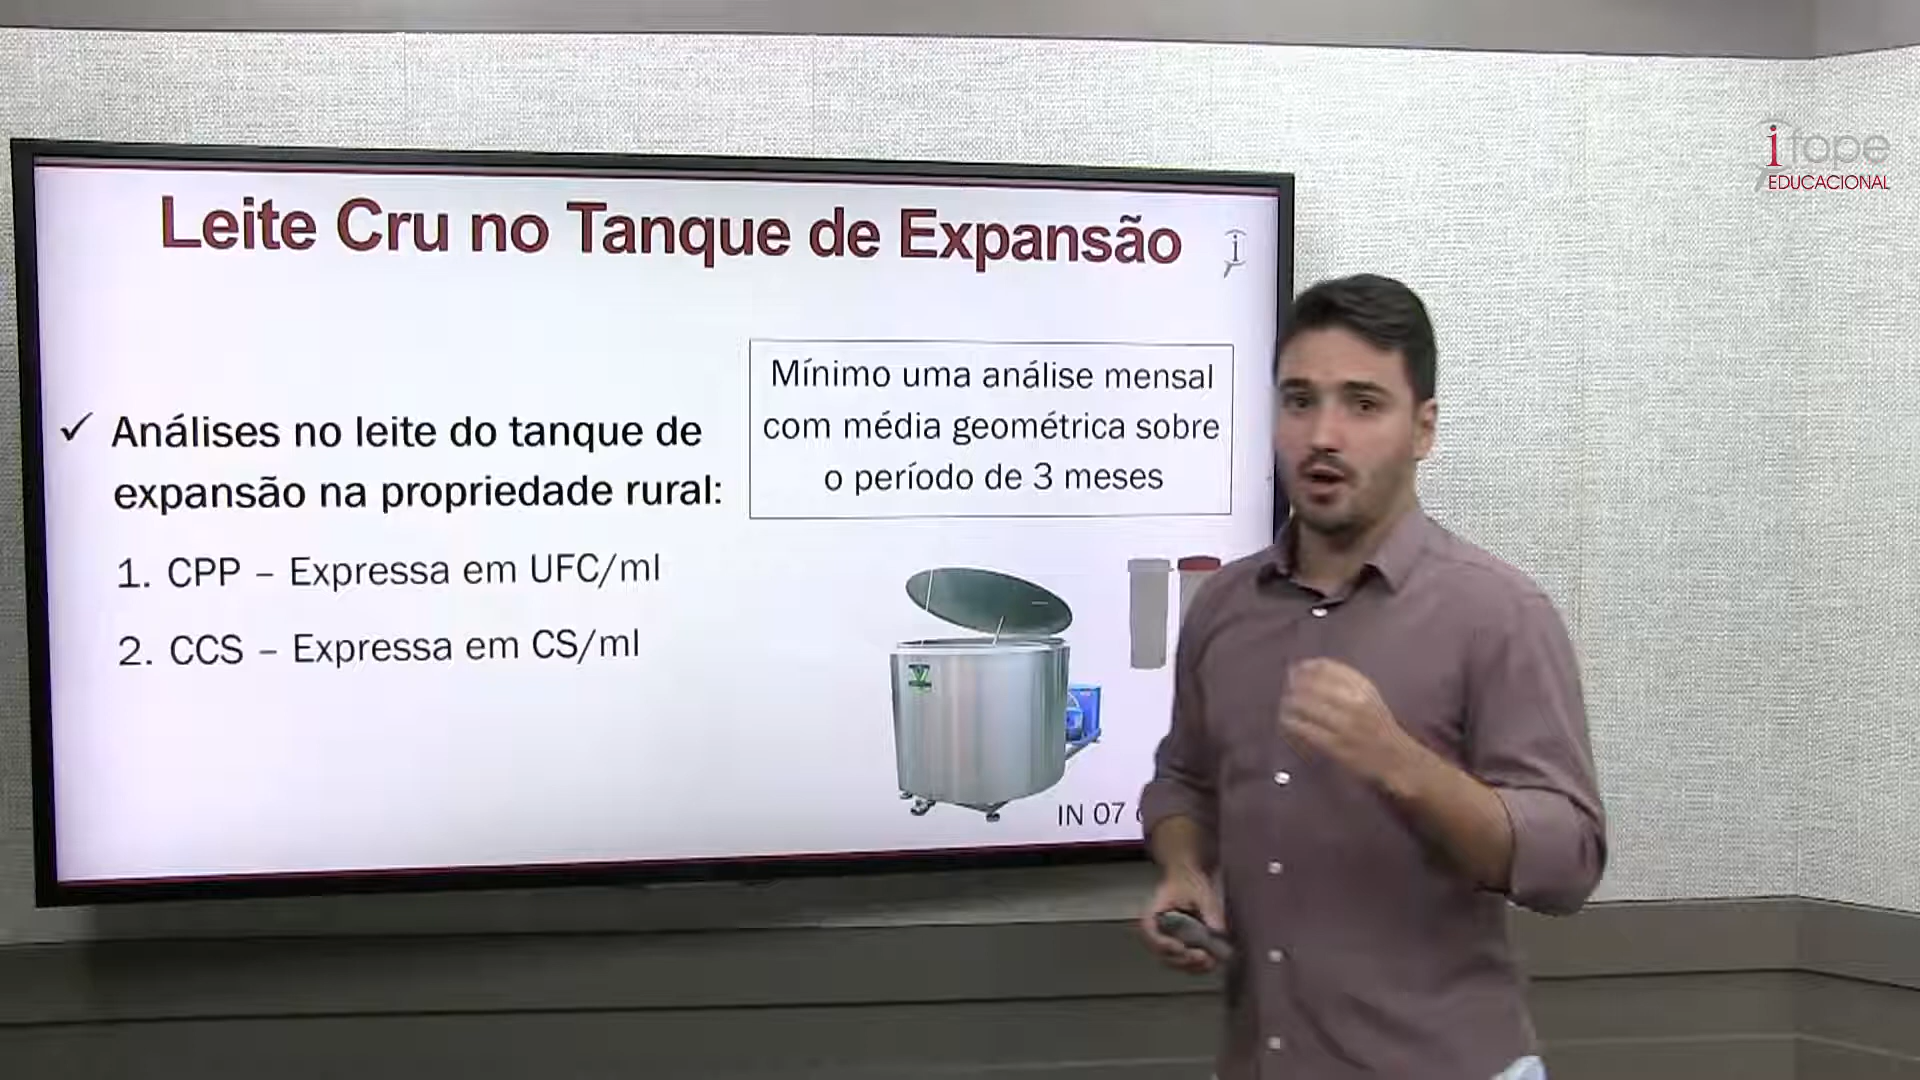 Leite Cru no Tanque de Expansão
Mínimo uma análise mensal
com média geométrica sobre
o período de 3 meses
✓ Análises no leite do tanque de
expansão na propriedade rural:
1. CPP – Expressa em UFC/ml
2. CCS – Expressa em CS/ml
IN 07
ifope
EDUCACIONAL